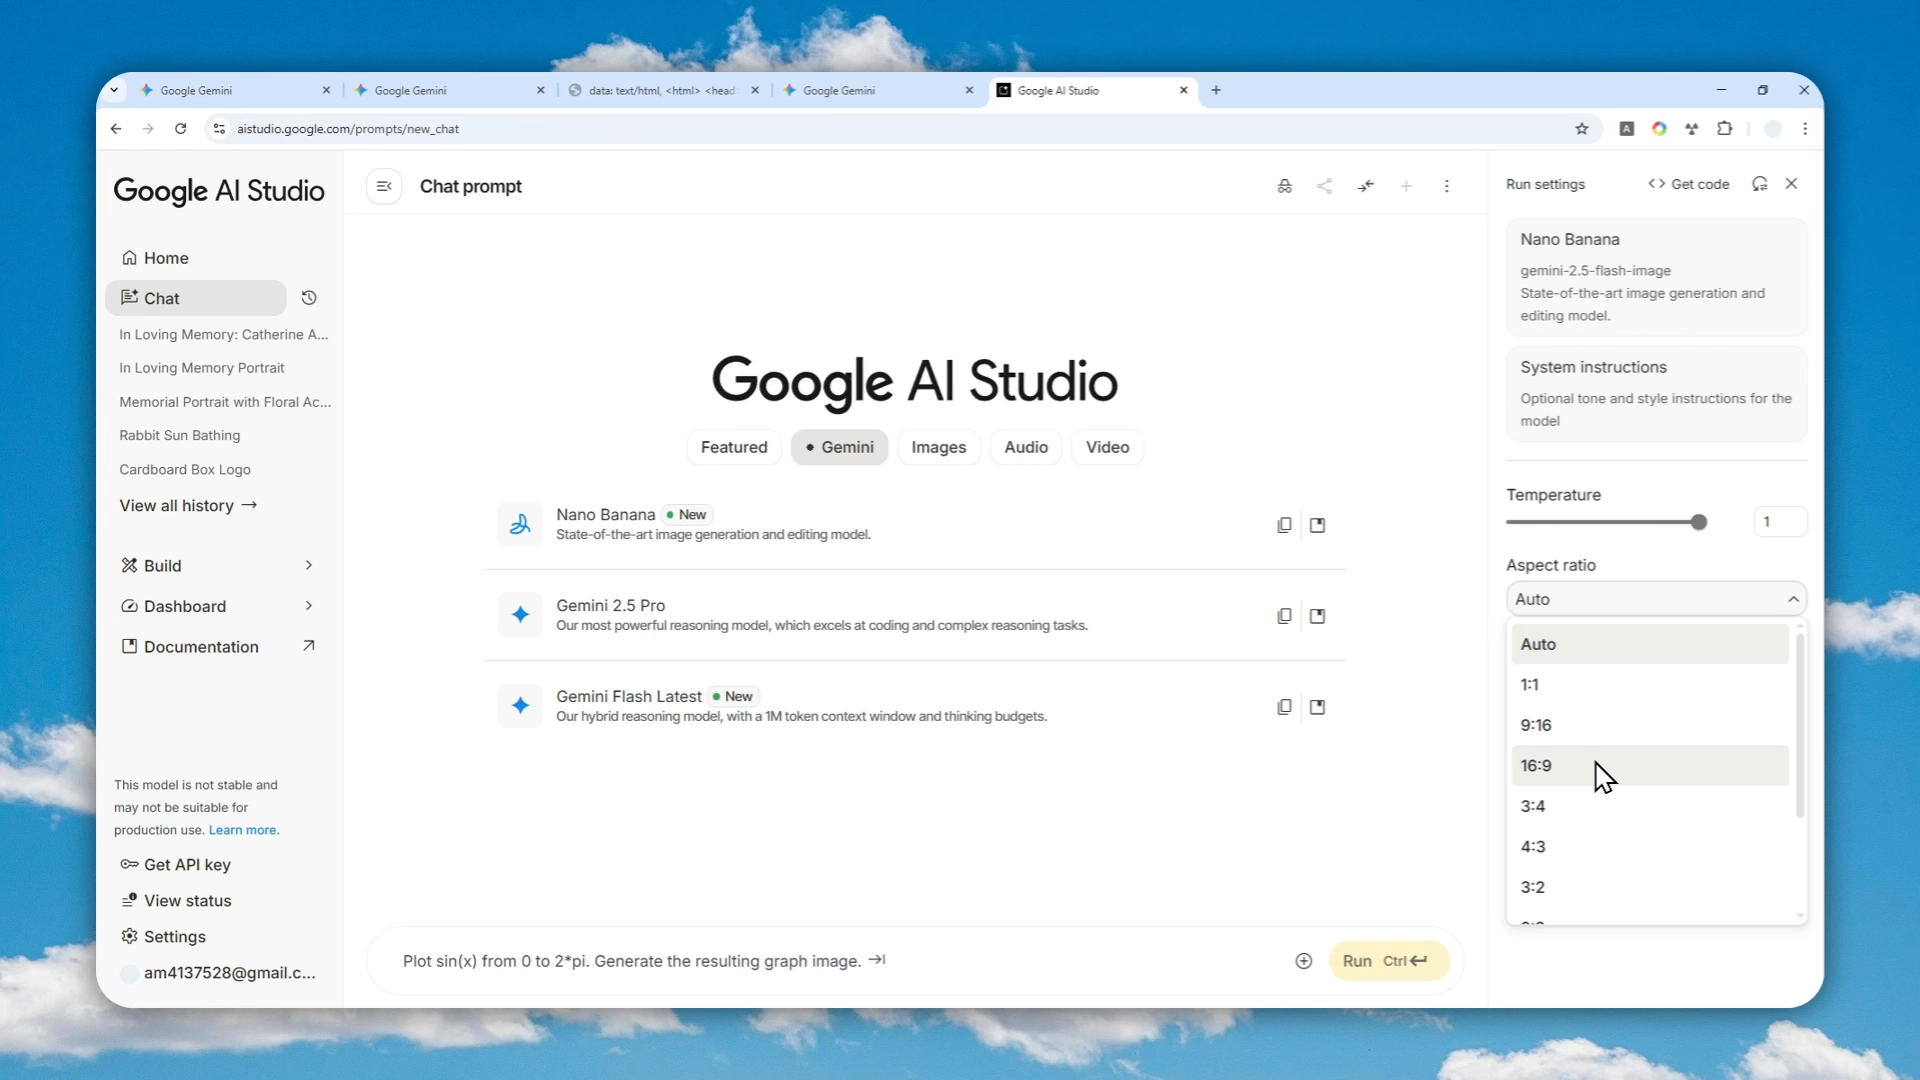 Google Gemini
Google Gemini
data: text/html, <html> <head
Google Gemini
Google AI Studio
aistudio.google.com/prompts/new_chat
Google AI Studio
Home
Chat
In Loving Memory: Catherine A...
In Loving Memory Portrait
Memorial Portrait with Floral Ac...
Rabbit Sun Bathing
Cardboard Box Logo
View all history →
Build
Dashboard
Documentation
This model is not stable and
may not be suitable for
production use. Learn more.
Get API key
View status
Settings
am4137528@gmail.c...
Chat prompt
Google AI Studio
Featured
Gemini
Images
Audio
Video
Nano Banana New
State-of-the-art image generation and editing model.
Gemini 2.5 Pro
Our most powerful reasoning model, which excels at coding and complex reasoning tasks.
Gemini Flash Latest New
Our hybrid reasoning model, with a 1M token context window and thinking budgets.
Plot sin(x) from 0 to 2*pi. Generate the resulting graph image.
Run Ctrl
Run settings
<> Get code
Nano Banana
gemini-2.5-flash-image
State-of-the-art image generation and
editing model.
System instructions
Optional tone and style instructions for the
model
Temperature
1
Aspect ratio
Auto
Auto
1:1
9:16
16:9
3:4
4:3
3:2